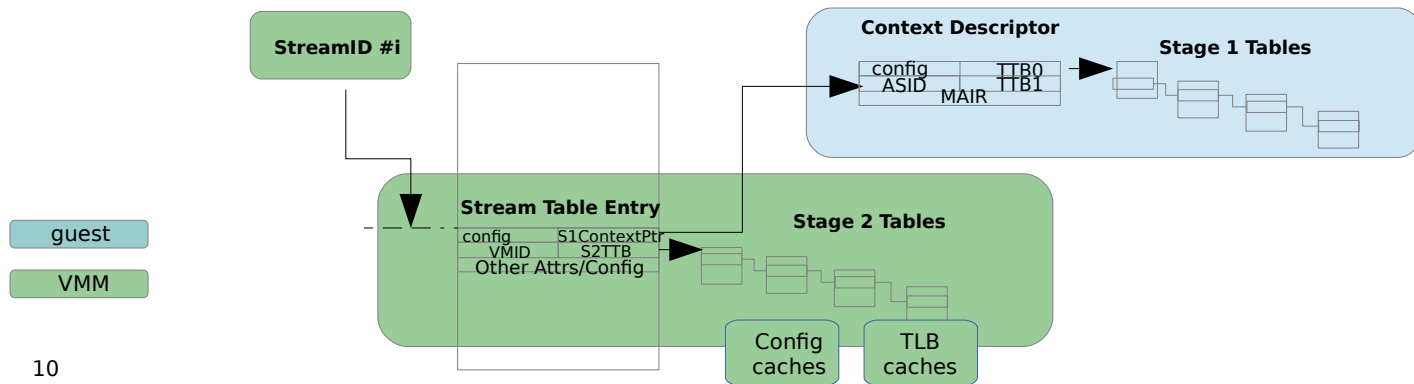 StreamID #i
Context Descriptor
Stage 1 Tables
config TTB0
ASID TTB1
MAIR
Stream Table Entry
Stage 2 Tables
config S1ContextPtr
VMID S2TTB
Other Attrs/Config
guest
VMM
Config
caches
TLB
caches
10